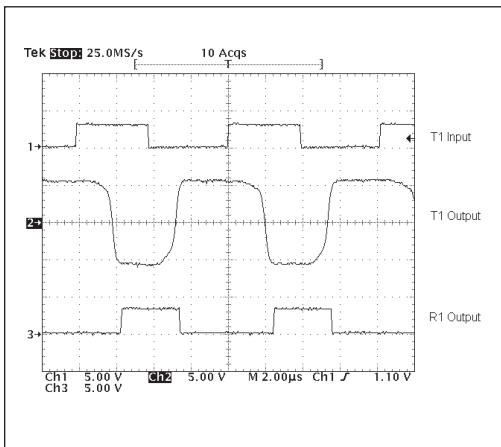 Tek Stop: 25.0MS/s 10 Acqs
T
1 T1 Input
2 T1 Output
3 R1 Output
Ch1 5.00 V Ch2 5.00 V M 2.00µs Ch1 1.10 V
Ch3 5.00 V